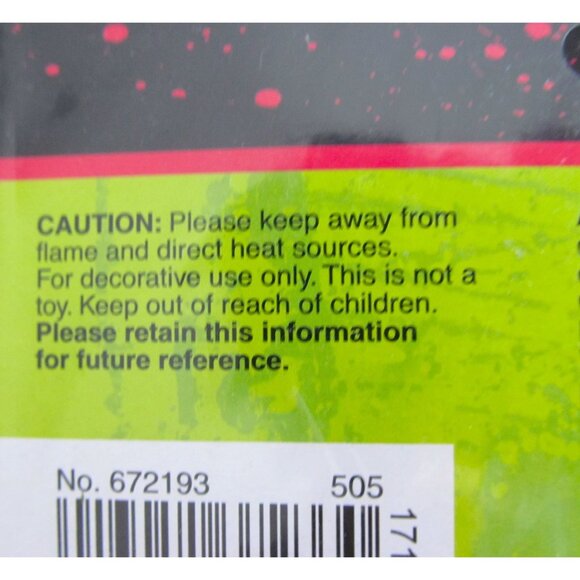 CAUTION: Please keep away from
flame and direct heat sources.
For decorative use only. This is not a
toy. Keep out of reach of children.
Please retain this information
for future reference.
No. 672193 505
171